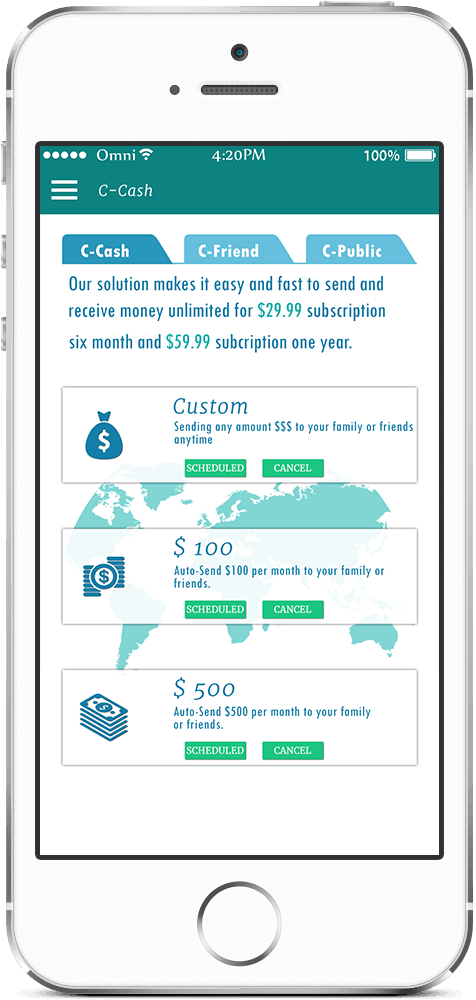 Omni 4:20PM 100%
C-Cash
C-Cash C-Friend C-Public
Our solution makes it easy and fast to send and
receive money unlimited for $29.99 subscription
six month and $59.99 subcription one year.
Custom
Sending any amount $$$ to your family or friends
anytime
SCHEDULED CANCEL
$ 100
Auto-Send $100 per month to your family or
friends.
SCHEDULED CANCEL
$ 500
Auto-Send $500 per month to your family
or friends.
SCHEDULED CANCEL